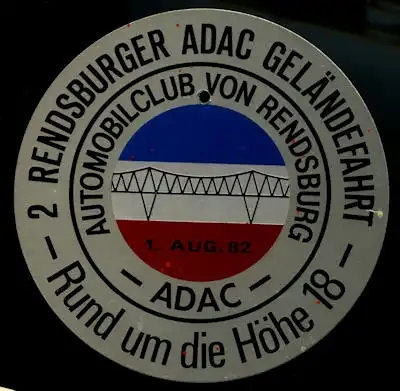 2 RENDSBURGER ADAC GELÄNDEFAHRT
AUTOMOBILCLUB VON RENDSBURG
1. AUG. 82
— ADAC —
— Rund um die Höhe 18 —